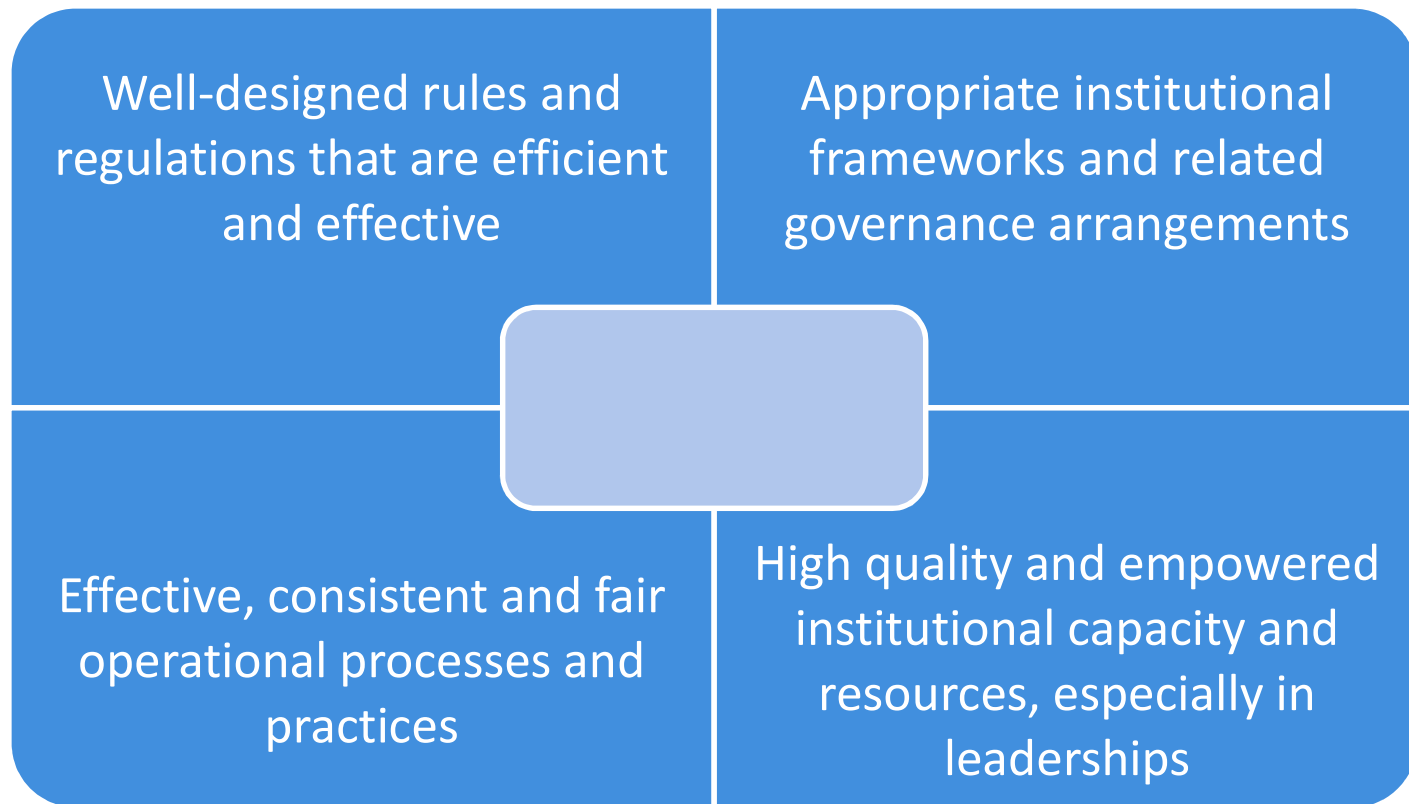 Well-designed rules and
regulations that are efficient
and effective
Appropriate institutional
frameworks and related
governance arrangements
Effective, consistent and fair
operational processes and
practices
High quality and empowered
institutional capacity and
resources, especially in
leaderships